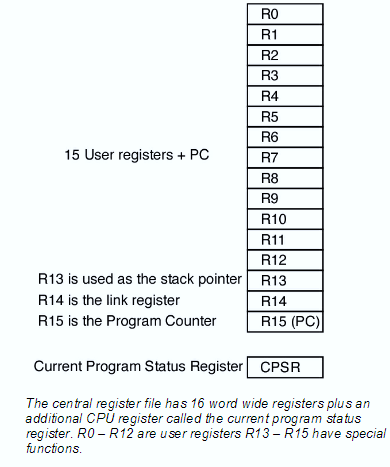 R0
R1
R2
R3
R4
R5
R6
15 User registers + PC R7
R8
R9
R10
R11
R12
R13 is used as the stack pointer R13
R14 is the link register R14
R15 is the Program Counter R15 (PC)
Current Program Status Register CPSR
The central register file has 16 word wide registers plus an
additional CPU register called the current program status
register. R0 – R12 are user registers R13 – R15 have special
functions.